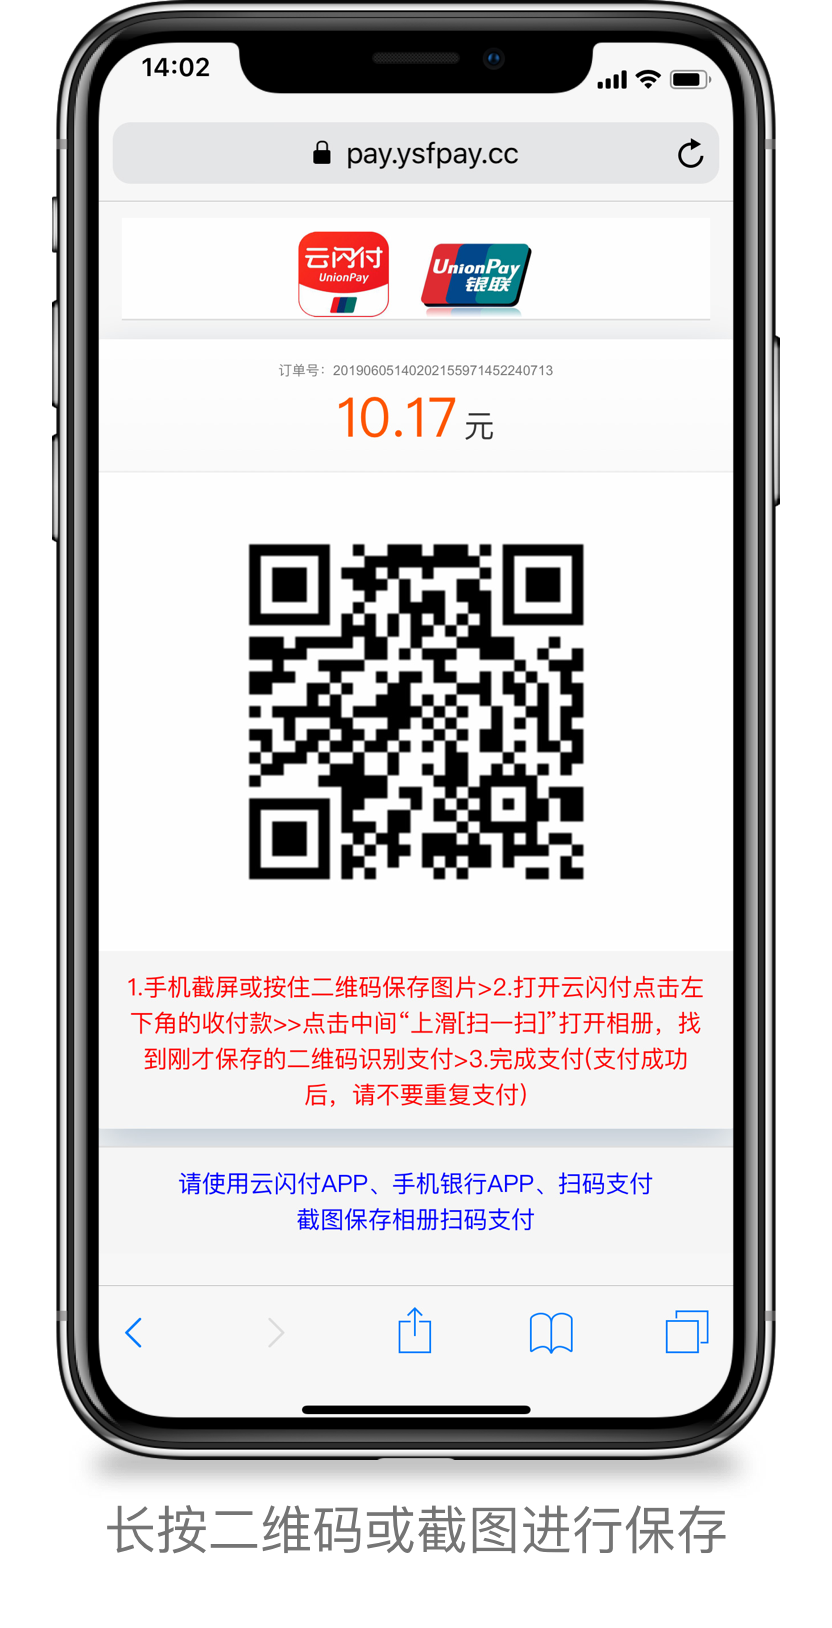 14:02
pay.ysfpay.cc
云闪付
UnionPay
UnionPay
银联
订单号：20190605140202155971452240713
10.17 元
1.手机截屏或按住二维码保存图片>2.打开云闪付点击左
下角的收付款>>点击中间“上滑[扫一扫]”打开相册，找
到刚才保存的二维码识别支付>3.完成支付(支付成功
后，请不要重复支付)
请使用云闪付APP、手机银行APP、扫码支付
截图保存相册扫码支付
长按二维码或截图进行保存